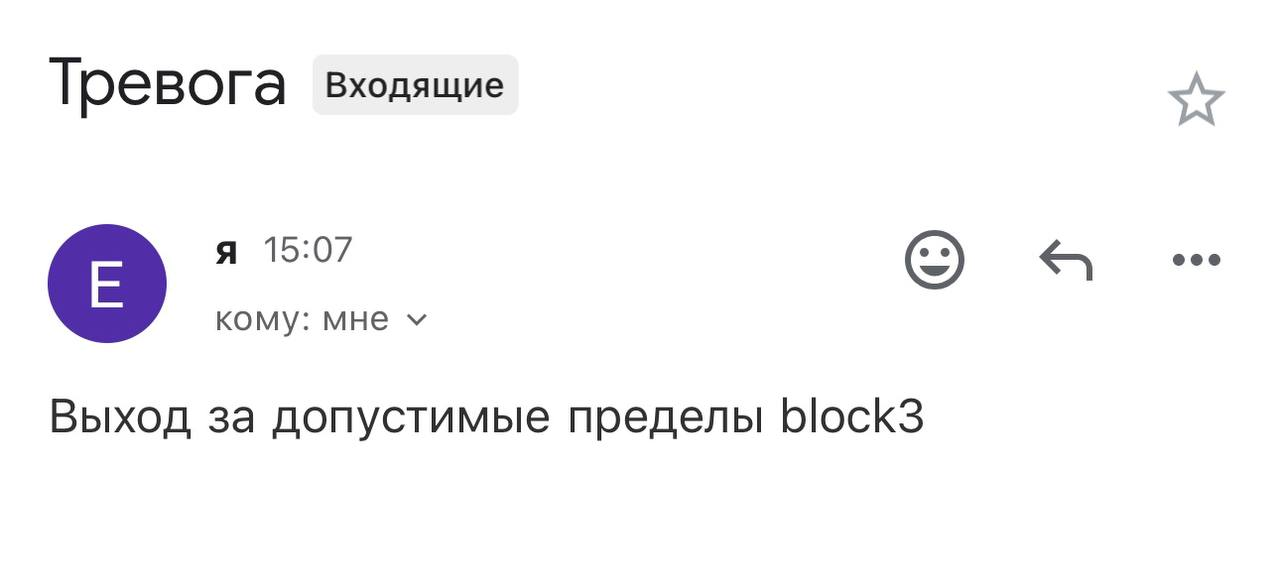 Тревога Входящие
Е
я 15:07
кому: мне
Выход за допустимые пределы block3